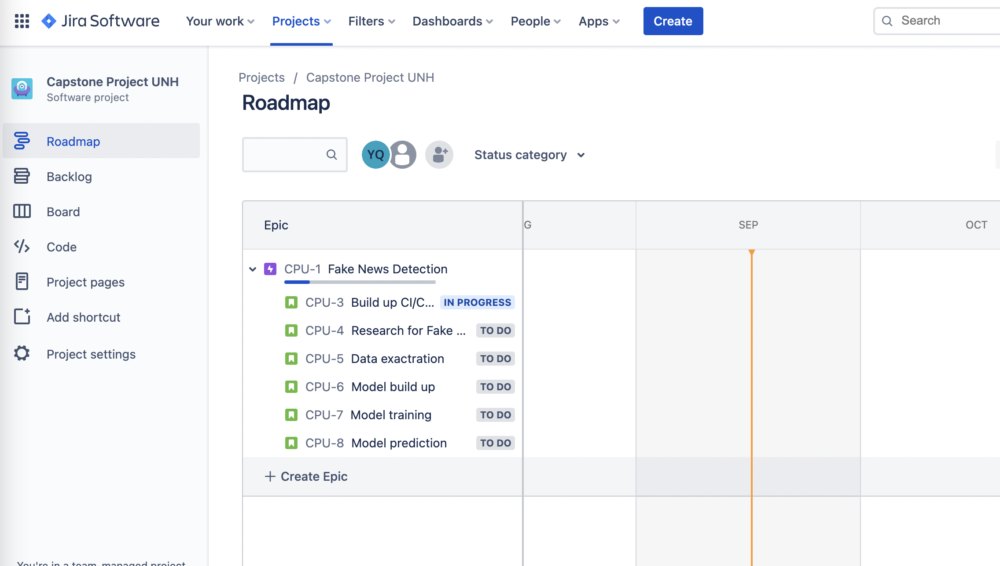 Jira Software
Your work
Projects
Filters
Dashboards
People
Apps
Create
Search
Capstone Project UNH
Software project
Roadmap
Backlog
Board
Code
Project pages
Add shortcut
Project settings
You're in a team-managed project
Projects / Capstone Project UNH
Roadmap
YQ
Status category
Epic
G
SEP
OCT
CPU-1 Fake News Detection
CPU-3 Build up CI/C... IN PROGRESS
CPU-4 Research for Fake ... TO DO
CPU-5 Data exactration TO DO
CPU-6 Model build up TO DO
CPU-7 Model training TO DO
CPU-8 Model prediction TO DO
+ Create Epic